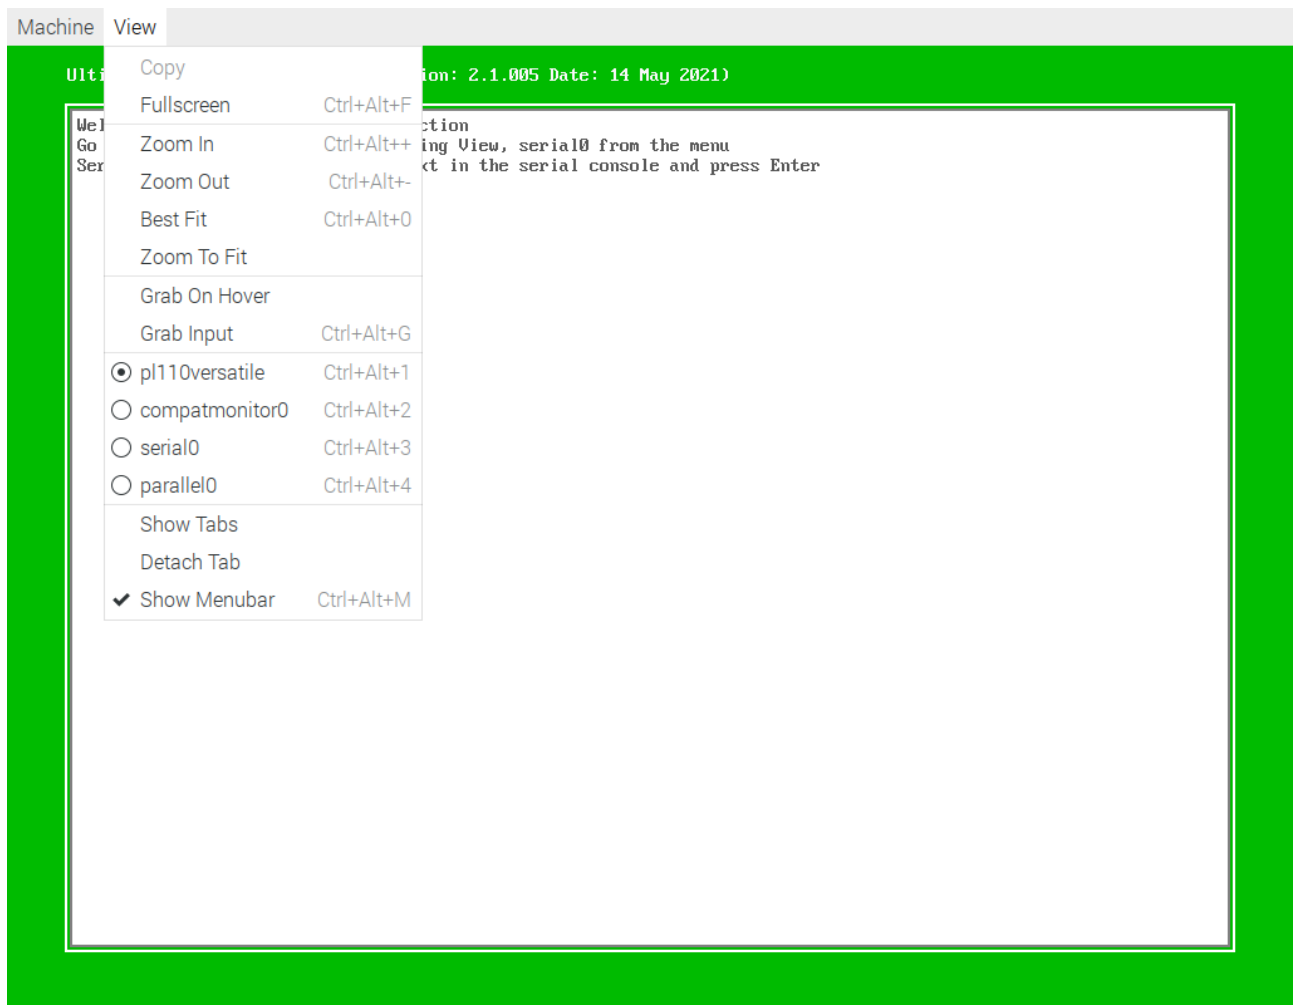 Machine View
Ulti ion: 2.1.005 Date: 14 May 2021)
Copy
Fullscreen Ctrl+Alt+F
Wel ction
Go ing View, serial0 from the menu
Zoom In Ctrl+Alt++
Ser xt in the serial console and press Enter
Zoom Out Ctrl+Alt+-
Best Fit Ctrl+Alt+0
Zoom To Fit
Grab On Hover
Grab Input Ctrl+Alt+G
pl110versatile Ctrl+Alt+1
compatmonitor0 Ctrl+Alt+2
serial0 Ctrl+Alt+3
parallel0 Ctrl+Alt+4
Show Tabs
Detach Tab
Show Menubar Ctrl+Alt+M